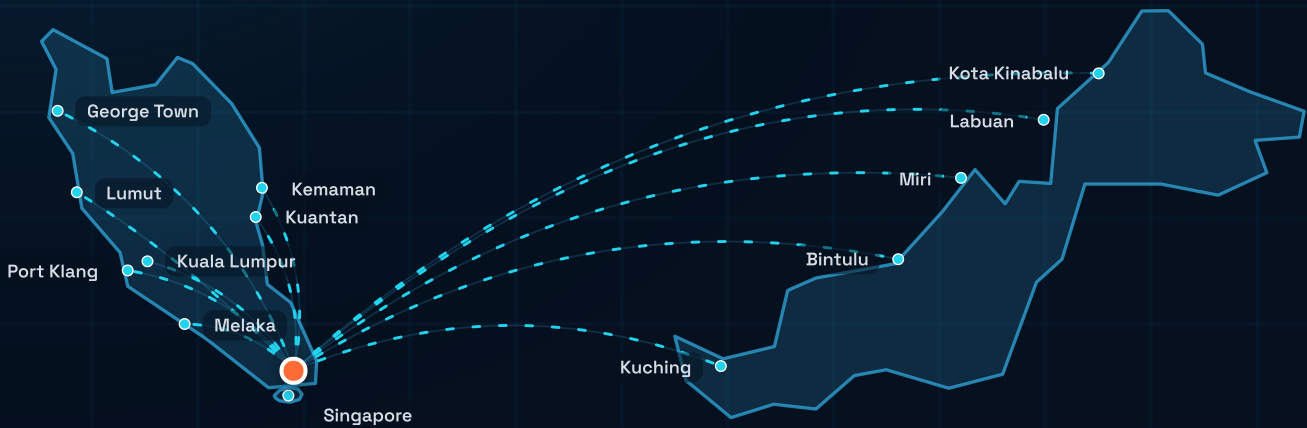 Kota Kinabalu
George Town
Labuan
Miri
Lumut
Kemaman
Kuantan
Kuala Lumpur
Bintulu
Port Klang
Melaka
Kuching
Singapore